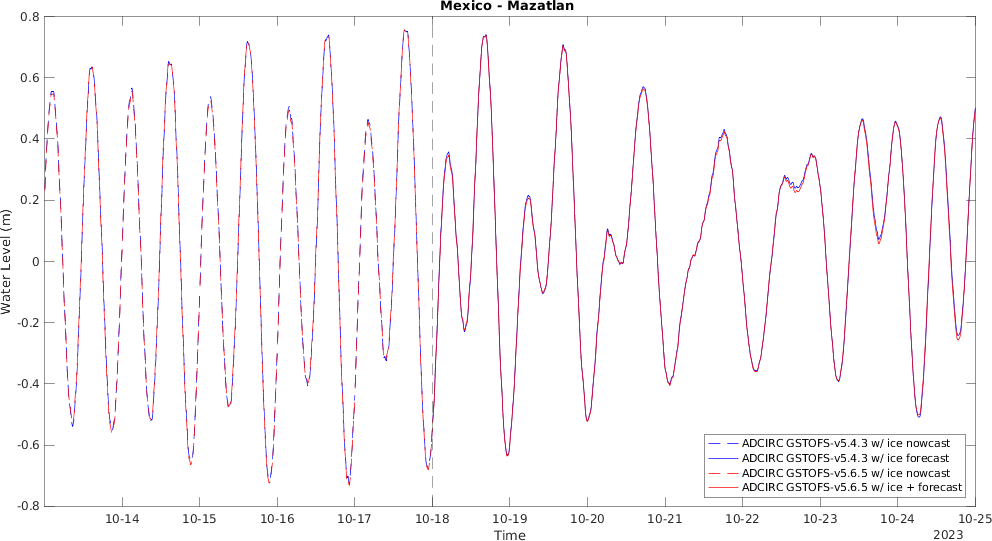 Mexico - Mazatlan
0.8
0.6
0.4
0.2
0
-0.2
-0.4
-0.6
-0.8
Water Level (m)
ADCIRC GSTOFS-v5.4.3 w/ ice nowcast
ADCIRC GSTOFS-v5.4.3 w/ ice forecast
ADCIRC GSTOFS-v5.6.5 w/ ice nowcast
ADCIRC GSTOFS-v5.6.5 w/ ice + forecast
10-14 10-15 10-16 10-17 10-18 10-19 10-20 10-21 10-22 10-23 10-24 10-25
Time
2023